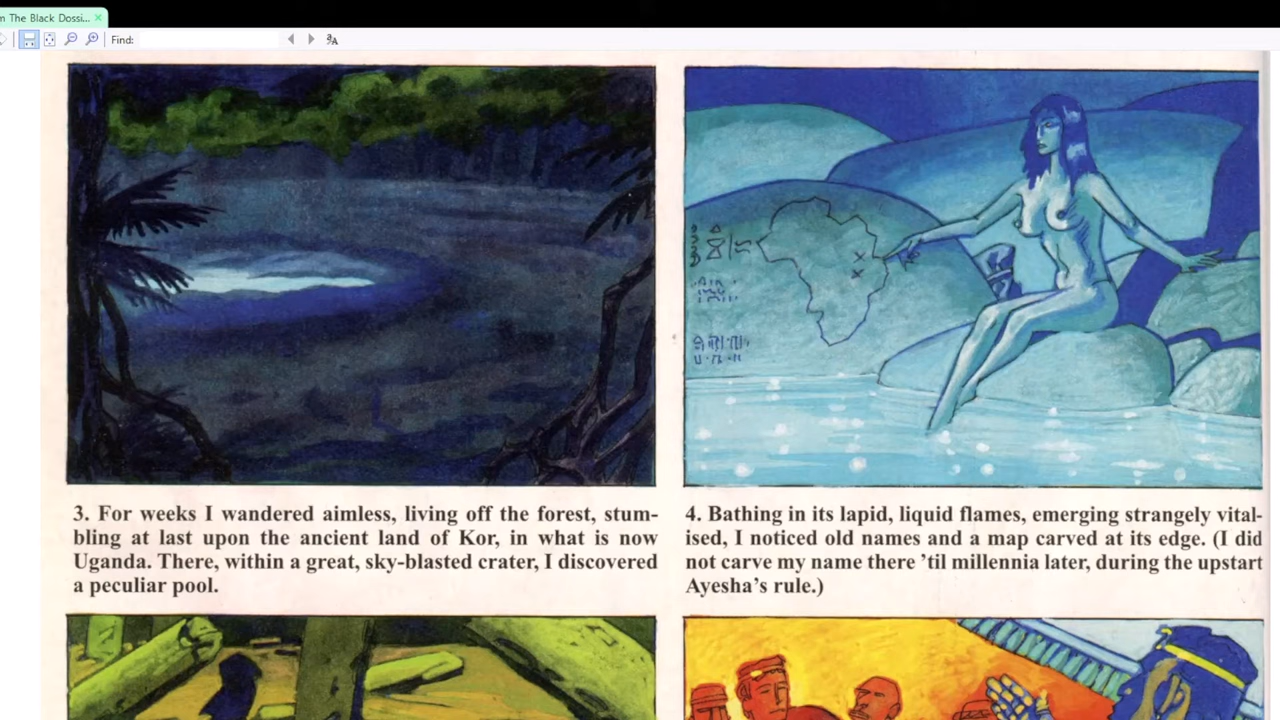 m The Black Dossi...
Find:
3. For weeks I wandered aimless, living off the forest, stum-
bling at last upon the ancient land of Kor, in what is now
Uganda. There, within a great, sky-blasted crater, I discovered
a peculiar pool.
4. Bathing in its lapid, liquid flames, emerging strangely vital-
ised, I noticed old names and a map carved at its edge. (I did
not carve my name there ’til millennia later, during the upstart
Ayesha’s rule.)